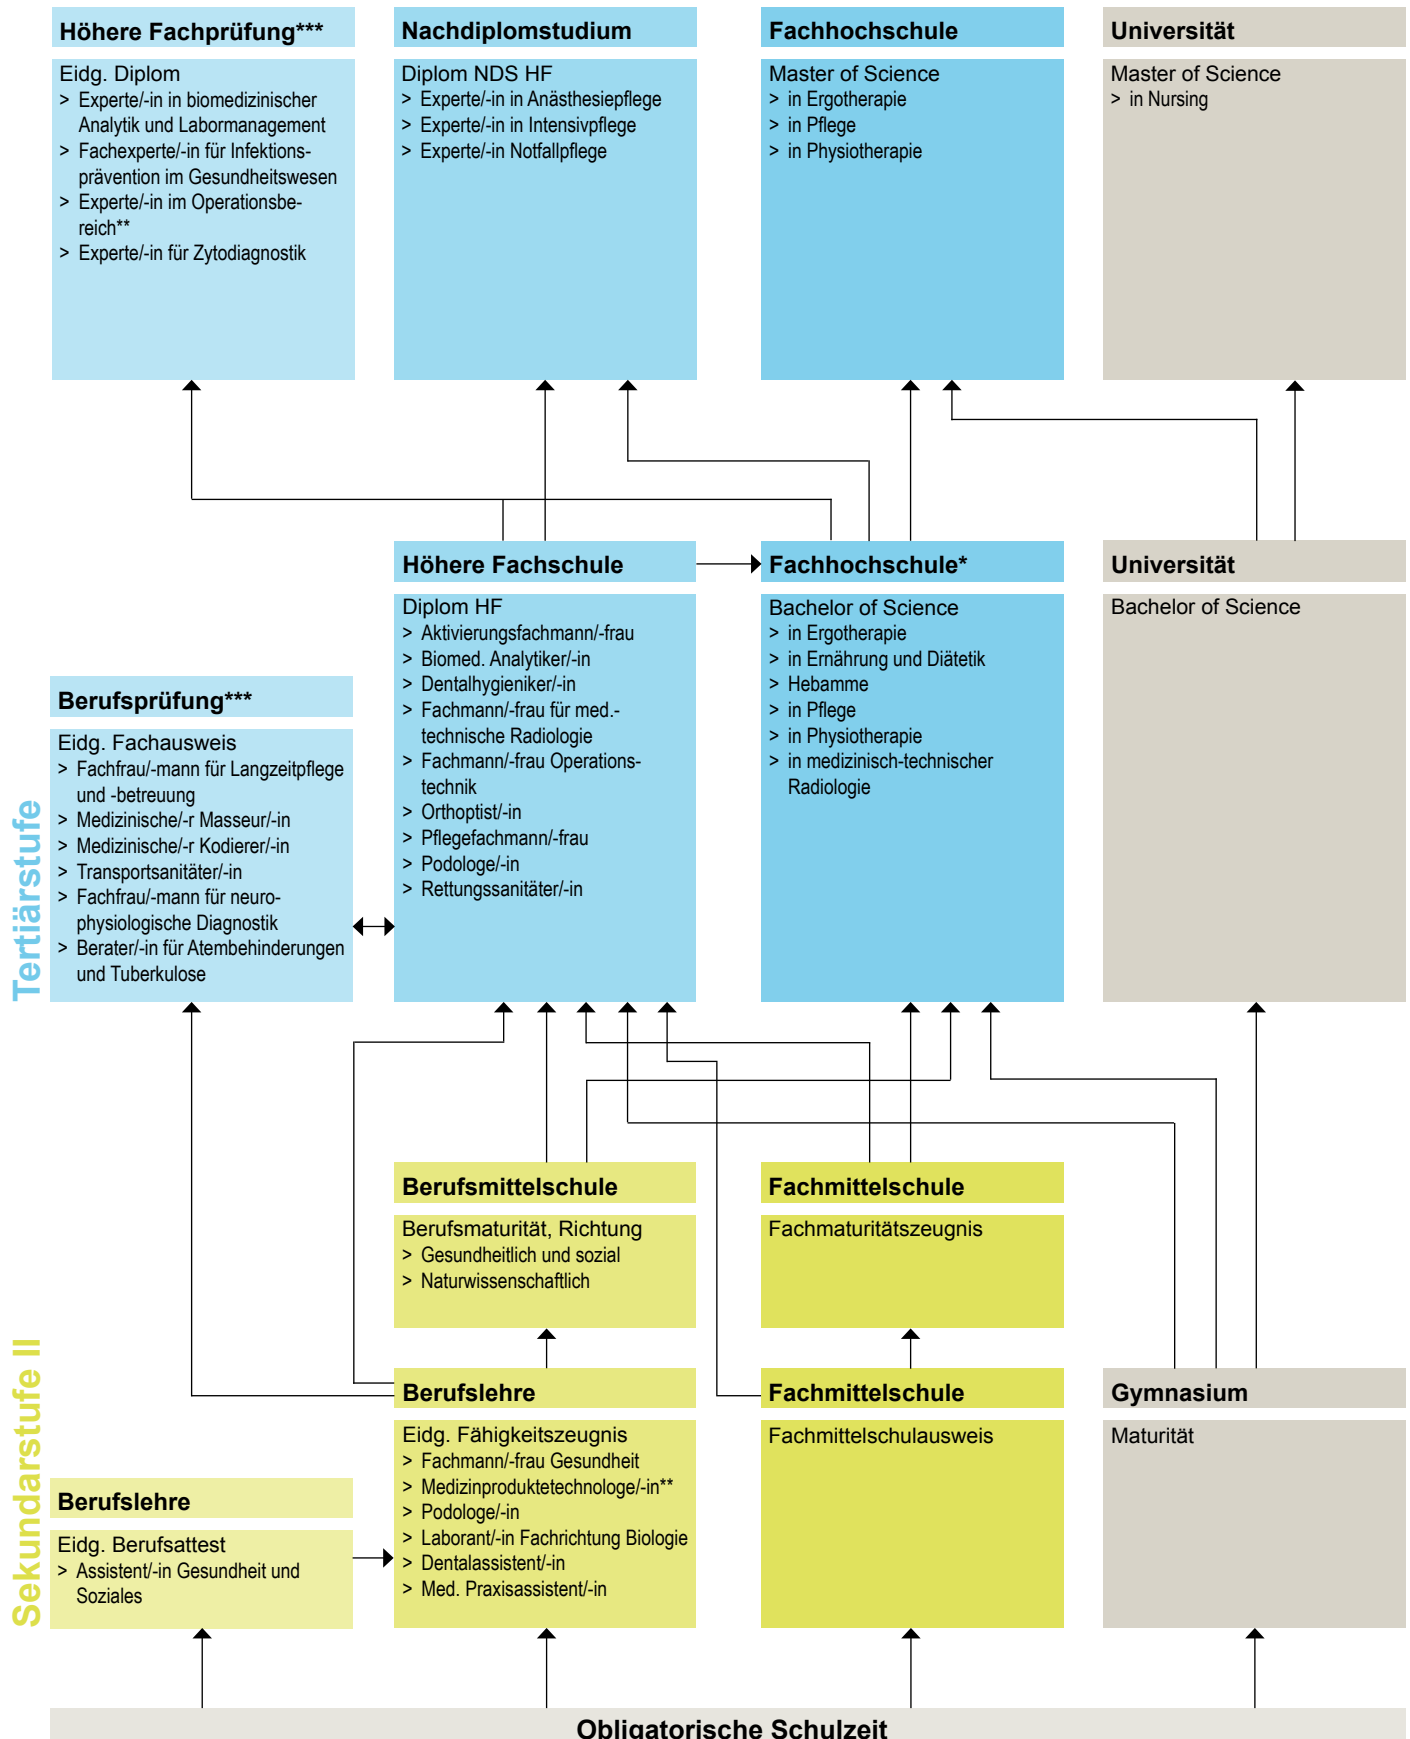 Höhere Fachprüfung***
Eidg. Diplom
> Experte/-in in biomedizinischer
Analytik und Labormanagement
> Fachexperte/-in für Infektions-
prävention im Gesundheitswesen
> Experte/-in im Operationsbe-
reich**
> Experte/-in für Zytodiagnostik
Nachdiplomstudium
Diplom NDS HF
> Experte/-in in Anästhesiepflege
> Experte/-in in Intensivpflege
> Experte/-in Notfallpflege
Fachhochschule
Master of Science
> in Ergotherapie
> in Pflege
> in Physiotherapie
Universität
Master of Science
> in Nursing
Tertiärstufe
Berufsprüfung***
Eidg. Fachausweis
> Fachfrau/-mann für Langzeitpflege
und -betreuung
> Medizinische/-r Masseur/-in
> Medizinische/-r Kodierer/-in
> Transportsanitäter/-in
> Fachfrau/-mann für neuro-
physiologische Diagnostik
> Berater/-in für Atembehinderungen
und Tuberkulose
Höhere Fachschule
Diplom HF
> Aktivierungsfachmann/-frau
> Biomed. Analytiker/-in
> Dentalhygieniker/-in
> Fachmann/-frau für med.-
technische Radiologie
> Fachmann/-frau Operations-
technik
> Orthoptist/-in
> Pflegefachmann/-frau
> Podologe/-in
> Rettungssanitäter/-in
Fachhochschule*
Bachelor of Science
> in Ergotherapie
> in Ernährung und Diätetik
> Hebamme
> in Pflege
> in Physiotherapie
> in medizinisch-technischer
Radiologie
Universität
Bachelor of Science
Sekundarstufe II
Berufsmittelschule
Berufsmaturität, Richtung
> Gesundheitlich und sozial
> Naturwissenschaftlich
Fachmittelschule
Fachmaturitätszeugnis
Berufslehre
Eidg. Berufsattest
> Assistent/-in Gesundheit und
Soziales
Berufslehre
Eidg. Fähigkeitszeugnis
> Fachmann/-frau Gesundheit
> Medizinproduktetechnologe/-in**
> Podologe/-in
> Laborant/-in Fachrichtung Biologie
> Dentalassistent/-in
> Med. Praxisassistent/-in
Fachmittelschule
Fachmittelschulausweis
Gymnasium
Maturität
Obligatorische Schulzeit